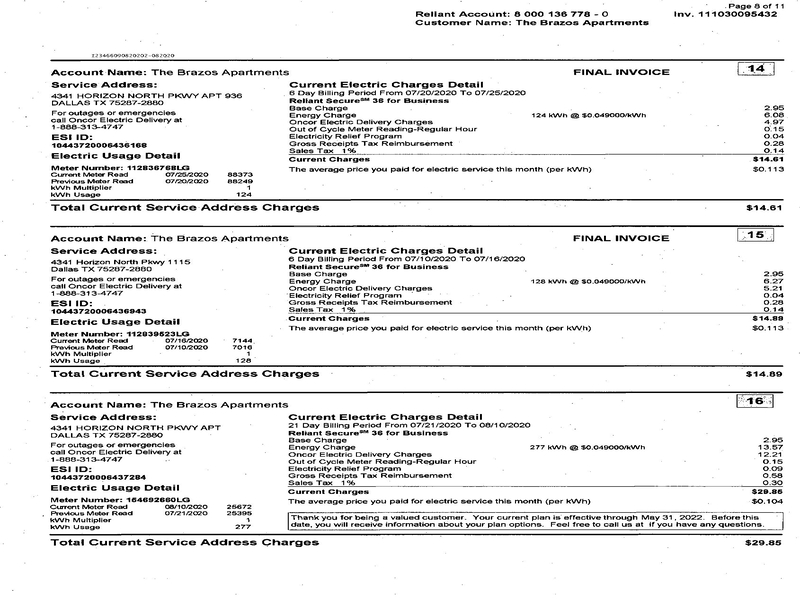 Page 8 of 11
Reliant Account: 8 000 136 778 - 0 Inv. 111030095432
Customer Name: The Brazos Apartments
Account Name: The Brazos Apartments FINAL INVOICE 14
Service Address: Current Electric Charges Detail
4341 HORIZON NORTH PKWY APT 936 6 Day Billing Period From 07/20/2020 To 07/25/2020
DALLAS TX 75287-2880 Reliant Secure℠ 36 for Business
Base Charge 2.95
For outages or emergencies Energy Charge 124 kWh @ $0.049000/kWh 6.08
call Oncor Electric Delivery at Oncor Electric Delivery Charges 4.97
1-888-313-4747 Out of Cycle Meter Reading-Regular Hour 0.15
ESI ID: Electricity Relief Program 0.04
10443720006436168 Gross Receipts Tax Reimbursement 0.28
Sales Tax 1% 0.14
Electric Usage Detail Current Charges $14.61
Meter Number: 112836768LG The average price you paid for electric service this month (per kWh) $0.113
Current Meter Read 07/25/2020 88373
Previous Meter Read 07/20/2020 88249
kWh Multiplier 1
kWh Usage 124
Total Current Service Address Charges $14.61
Account Name: The Brazos Apartments FINAL INVOICE 15
Service Address: Current Electric Charges Detail
4341 Horizon North Pkwy 1115 6 Day Billing Period From 07/10/2020 To 07/16/2020
Dallas TX 75287-2880 Reliant Secure℠ 36 for Business
Base Charge 2.95
For outages or emergencies Energy Charge 128 kWh @ $0.049000/kWh 6.27
call Oncor Electric Delivery at Oncor Electric Delivery Charges 5.21
1-888-313-4747 Electricity Relief Program 0.04
ESI ID: Gross Receipts Tax Reimbursement 0.28
10443720006436943 Sales Tax 1% 0.14
Electric Usage Detail Current Charges $14.89
Meter Number: 112839523LG The average price you paid for electric service this month (per kWh) $0.113
Current Meter Read 07/16/2020 7144
Previous Meter Read 07/10/2020 7016
kWh Multiplier 1
kWh Usage 128
Total Current Service Address Charges $14.89
Account Name: The Brazos Apartments 16
Service Address: Current Electric Charges Detail
4341 HORIZON NORTH PKWY APT 21 Day Billing Period From 07/21/2020 To 08/10/2020
DALLAS TX 75287-2880 Reliant Secure℠ 36 for Business
Base Charge 2.95
For outages or emergencies Energy Charge 277 kWh @ $0.049000/kWh 13.57
call Oncor Electric Delivery at Oncor Electric Delivery Charges 12.21
1-888-313-4747 Out of Cycle Meter Reading-Regular Hour 0.15
ESI ID: Electricity Relief Program 0.09
10443720006437284 Gross Receipts Tax Reimbursement 0.58
Sales Tax 1% 0.30
Electric Usage Detail Current Charges $29.85
Meter Number: 154692660LG The average price you paid for electric service this month (per kWh) $0.104
Current Meter Read 08/10/2020 25672
Previous Meter Read 07/21/2020 25395
kWh Multiplier 1
kWh Usage 277
Thank you for being a valued customer. Your current plan is effective through May 31, 2022. Before this
date, you will receive information about your plan options. Feel free to call us at if you have any questions.
Total Current Service Address Charges $29.85